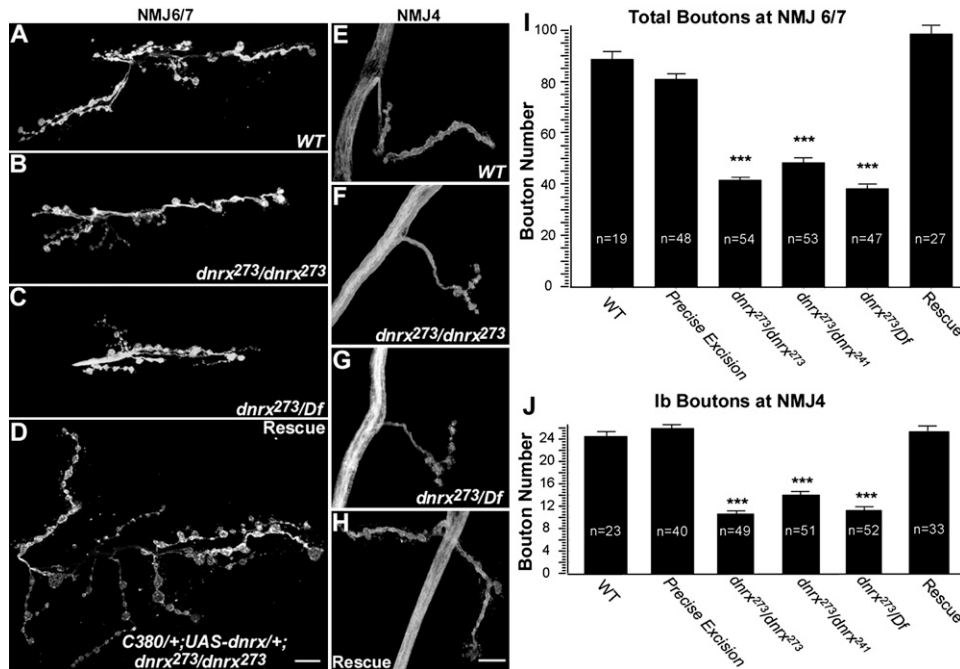 NMJ6/7
A
WT
B
dnrx273/dnrx273
C
dnrx273/Df
D
Rescue
C380/+;UAS-dnrx/+;
dnrx273/dnrx273
NMJ4
E
WT
F
dnrx273/dnrx273
G
dnrx273/Df
H
Rescue
I
Total Boutons at NMJ 6/7
Bouton Number
100
80
60
40
20
0
*** *** ***
n=19 n=48 n=54 n=53 n=47 n=27
WT
Precise Excision
dnrx273/dnrx273
dnrx273/dnrx241
dnrx273/Df
Rescue
J
Ib Boutons at NMJ4
Bouton Number
24
20
16
12
8
4
0
*** *** ***
n=23 n=40 n=49 n=51 n=52 n=33
WT
Precise Excision
dnrx273/dnrx273
dnrx273/dnrx241
dnrx273/Df
Rescue